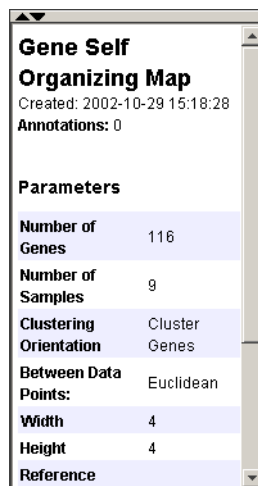 Gene Self
Organizing Map
Created: 2002-10-29 15:18:28
Annotations: 0
Parameters
Number of
Genes 116
Number of
Samples 9
Clustering Cluster
Orientation Genes
Between Data
Points: Euclidean
Width 4
Height 4
Reference